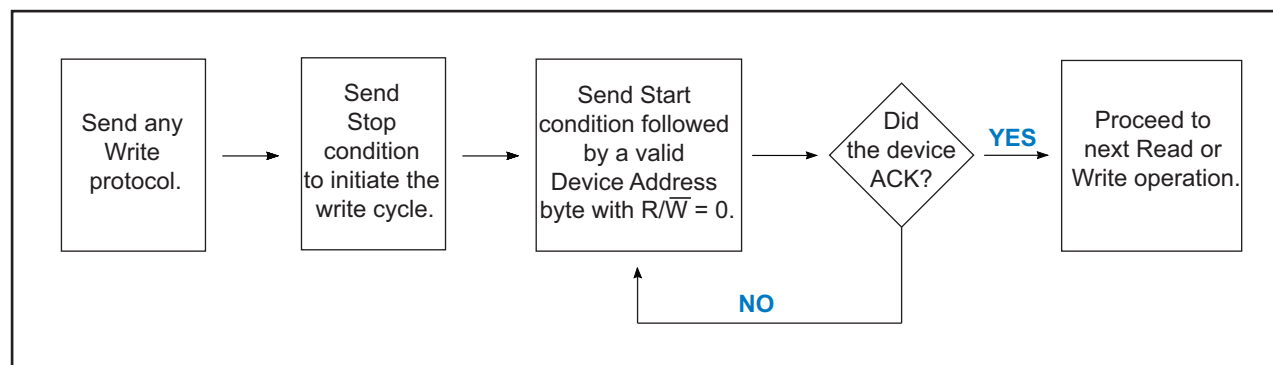 Send any
Write
protocol.
Send
Stop
condition
to initiate the
write cycle.
Send Start
condition followed
by a valid
Device Address
byte with R/W̅ = 0.
Did
the device
ACK?
YES
NO
Proceed to
next Read or
Write operation.